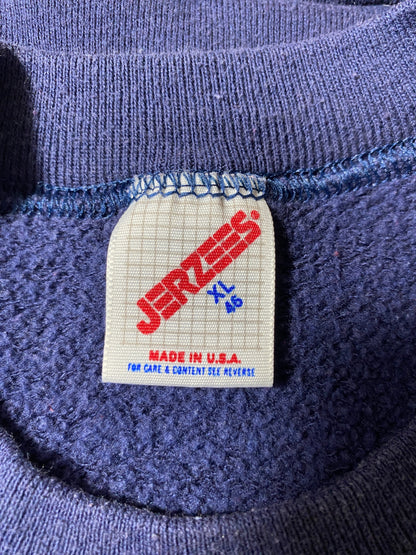 JERZEES
XL
46
MADE IN U.S.A.
FOR CARE & CONTENT SEE REVERSE